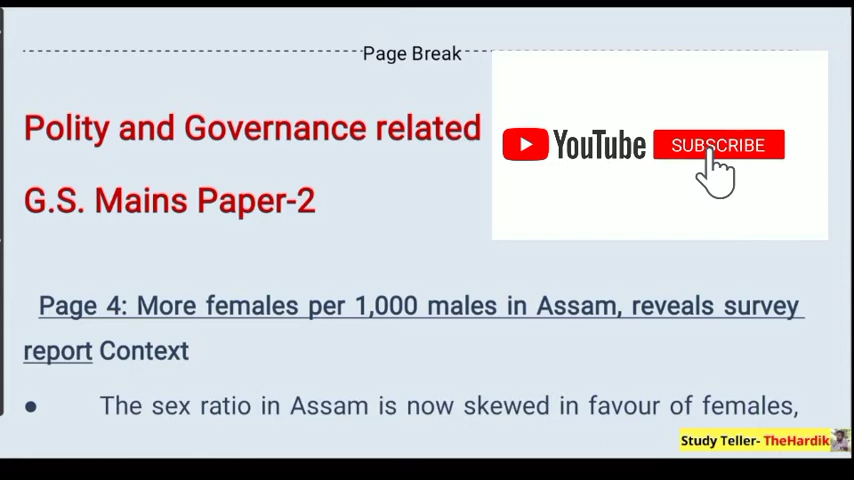 Page Break
Polity and Governance related
YouTube SUBSCRIBE
G.S. Mains Paper-2
Page 4: More females per 1,000 males in Assam, reveals survey
report Context
● The sex ratio in Assam is now skewed in favour of females,
Study Teller- TheHardik